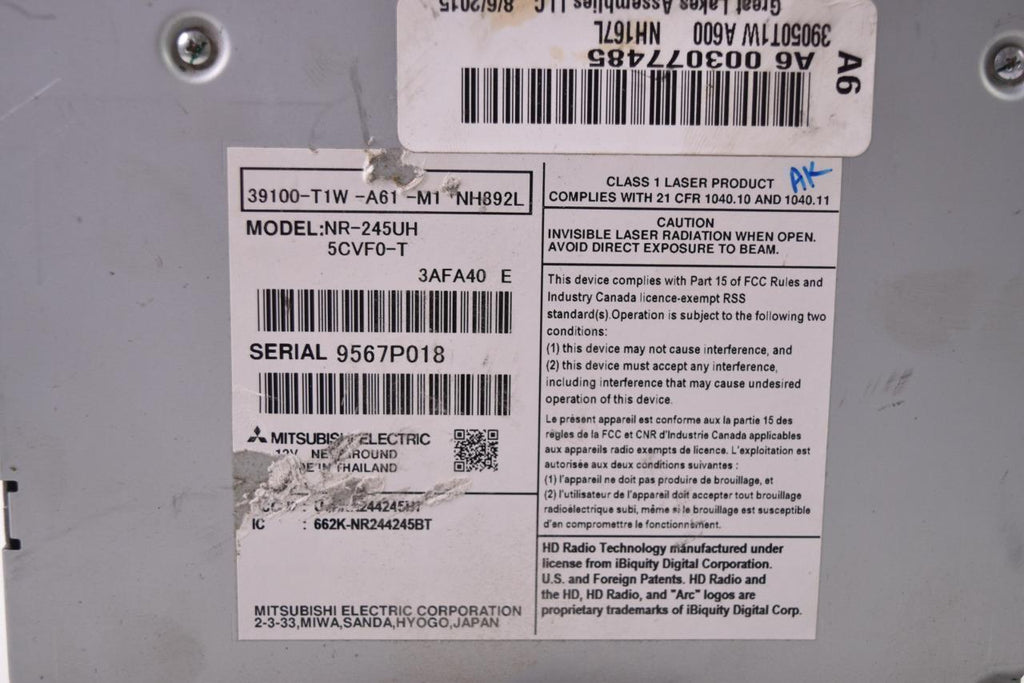 Great Lakes Assemblies LLC 8/6/2015
39050T1W A600 NH167L
A6 003077485
A6
39100-T1W -A61 -M1 NH892L
MODEL:NR-245UH
5CVF0-T
3AFA40 E
SERIAL 9567P018
MITSUBISHI ELECTRIC
12V NEG GROUND
IN THAILAND
IC : 662K-NR244245BT
MITSUBISHI ELECTRIC CORPORATION
2-3-33,MIWA,SANDA,HYOGO,JAPAN
AK
CLASS 1 LASER PRODUCT
COMPLIES WITH 21 CFR 1040.10 AND 1040.11
CAUTION
INVISIBLE LASER RADIATION WHEN OPEN.
AVOID DIRECT EXPOSURE TO BEAM.
This device complies with Part 15 of FCC Rules and
Industry Canada licence-exempt RSS
standard(s).Operation is subject to the following two
conditions:
(1) this device may not cause interference, and
(2) this device must accept any interference,
including interference that may cause undesired
operation of this device.
Le présent appareil est conforme aux la partie 15 des
règles de la FCC et CNR d'Industrie Canada applicables
aux appareils radio exempts de licence. L'exploitation est
autorisée aux deux conditions suivantes :
(1) l'appareil ne doit pas produire de brouillage, et
(2) l'utilisateur de l'appareil doit accepter tout brouillage
radioélectrique subi, même si le brouillage est susceptible
d'en compromettre le fonctionnement.
HD Radio Technology manufactured under
license from iBiquity Digital Corporation.
U.S. and Foreign Patents. HD Radio and
the HD, HD Radio, and "Arc" logos are
proprietary trademarks of iBiquity Digital Corp.